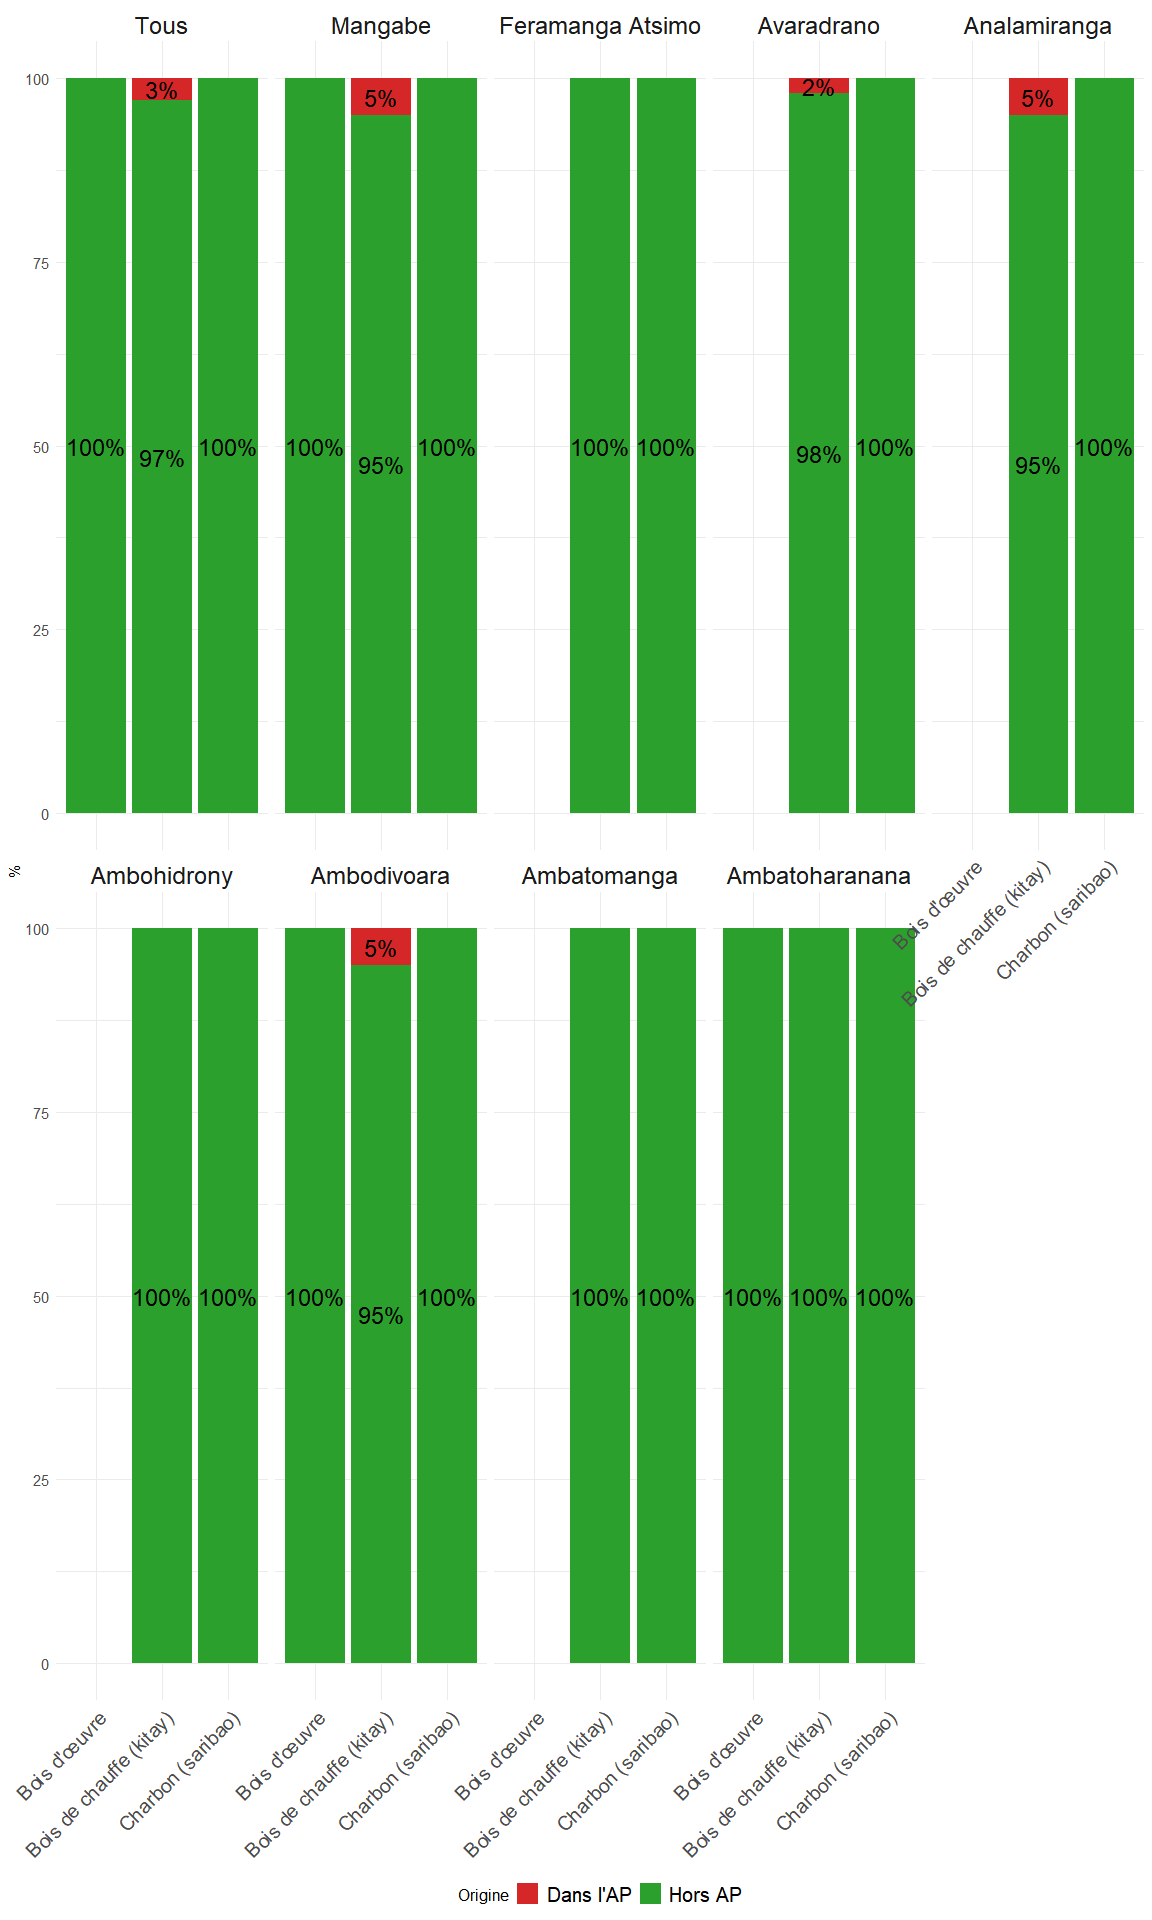 Tous Mangabe Feramanga Atsimo Avaradrano Analamiranga
100
75
50
25
0
3% 5% 2% 5%
100% 97% 100% 100% 95% 100% 100% 100% 98% 100% 95% 100%
Bois d'œuvre
Bois de chauffe (kitay)
Charbon (saribao)
%
Ambohidrony Ambodivoara Ambatomanga Ambatoharanana
100
75
50
25
0
5%
100% 100% 100% 95% 100% 100% 100% 100% 100% 100%
Bois d'œuvre
Bois de chauffe (kitay)
Charbon (saribao)
Bois d'œuvre
Bois de chauffe (kitay)
Charbon (saribao)
Bois d'œuvre
Bois de chauffe (kitay)
Charbon (saribao)
Bois d'œuvre
Bois de chauffe (kitay)
Charbon (saribao)
Origine Dans l'AP Hors AP